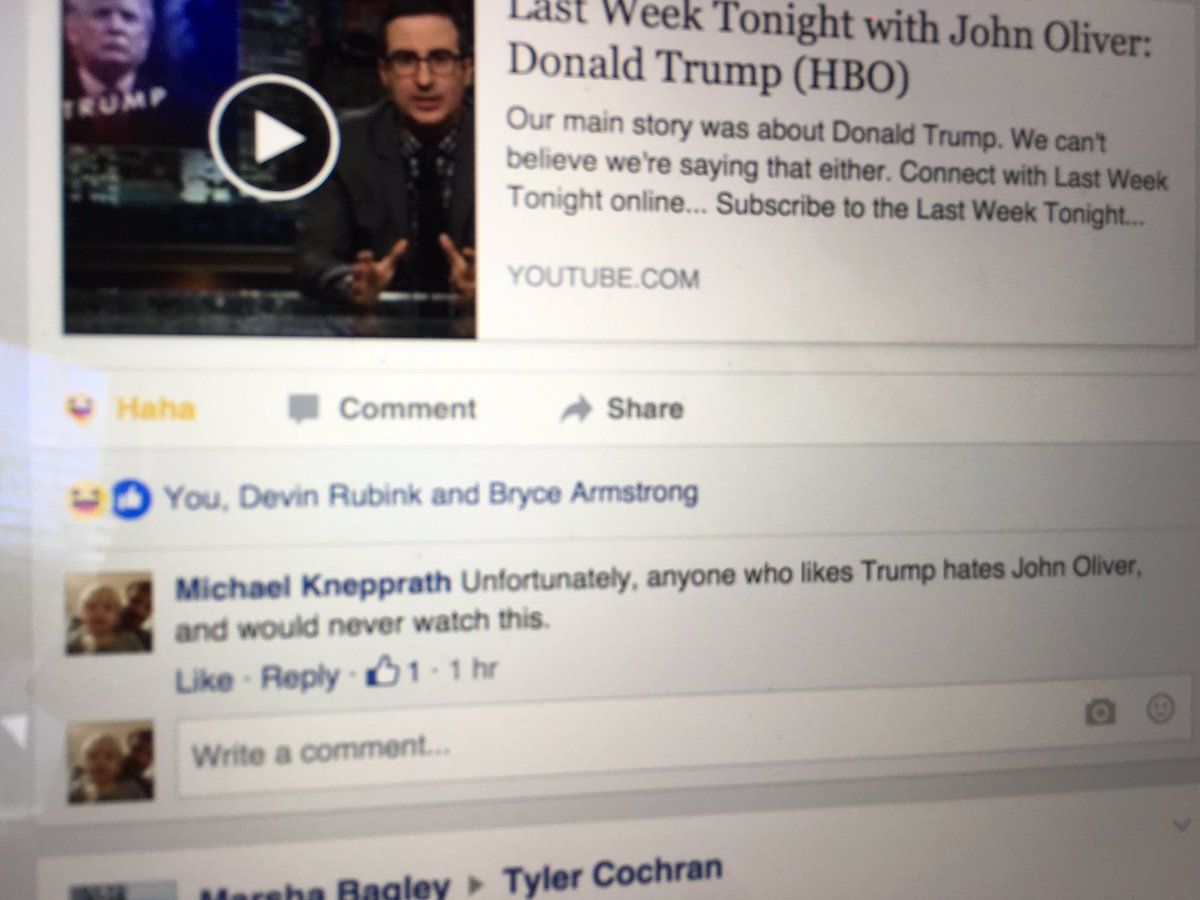 TRUMP
Last Week Tonight with John Oliver:
Donald Trump (HBO)
Our main story was about Donald Trump. We can't
believe we're saying that either. Connect with Last Week
Tonight online... Subscribe to the Last Week Tonight...
YOUTUBE.COM
Haha Comment Share
You, Devin Rubink and Bryce Armstrong
Michael Knepprath Unfortunately, anyone who likes Trump hates John Oliver,
and would never watch this.
Like · Reply · 1 · 1 hr
Write a comment...
Marsha Bagley Tyler Cochran